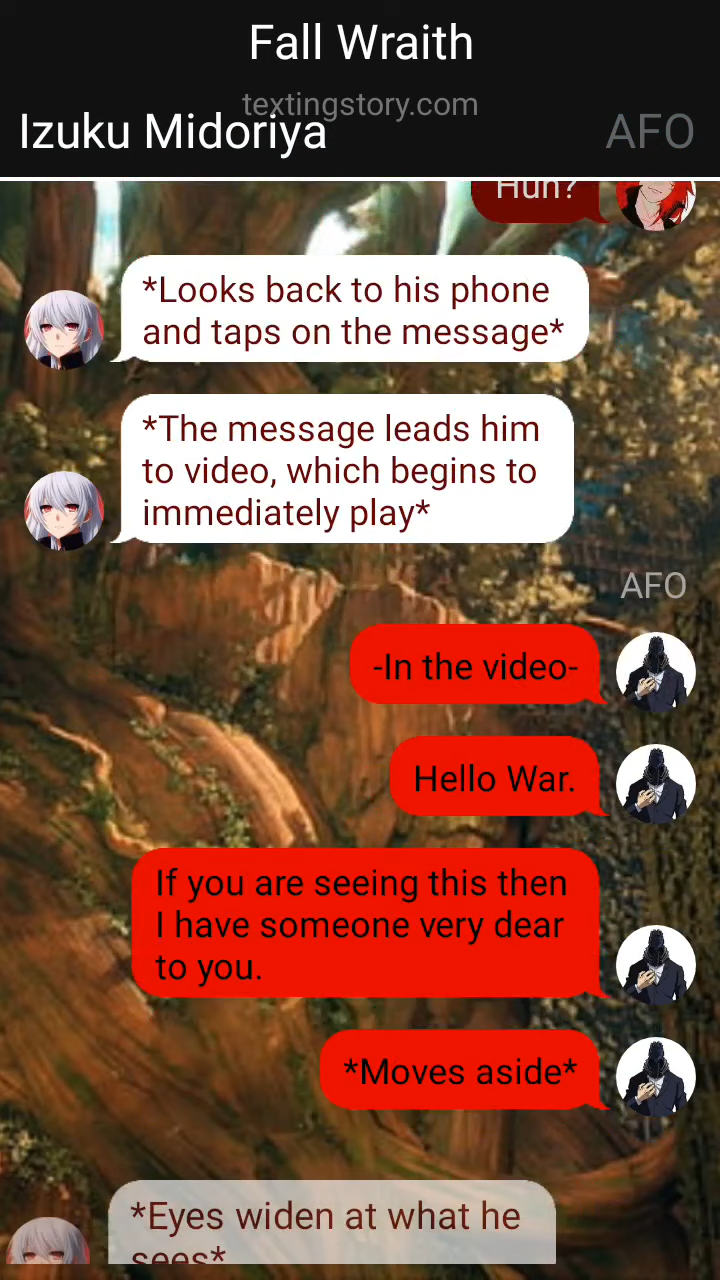 Fall Wraith
textingstory.com
Izuku Midoriya
AFO
Huh?
*Looks back to his phone
and taps on the message*
*The message leads him
to video, which begins to
immediately play*
AFO
-In the video-
Hello War.
If you are seeing this then
I have someone very dear
to you.
*Moves aside*
*Eyes widen at what he
sees*